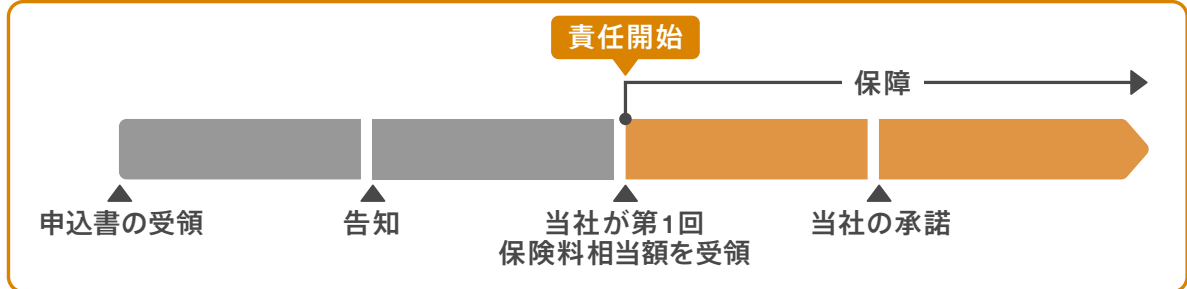 責任開始
保障
申込書の受領
告知
当社が第1回
保険料相当額を受領
当社の承諾